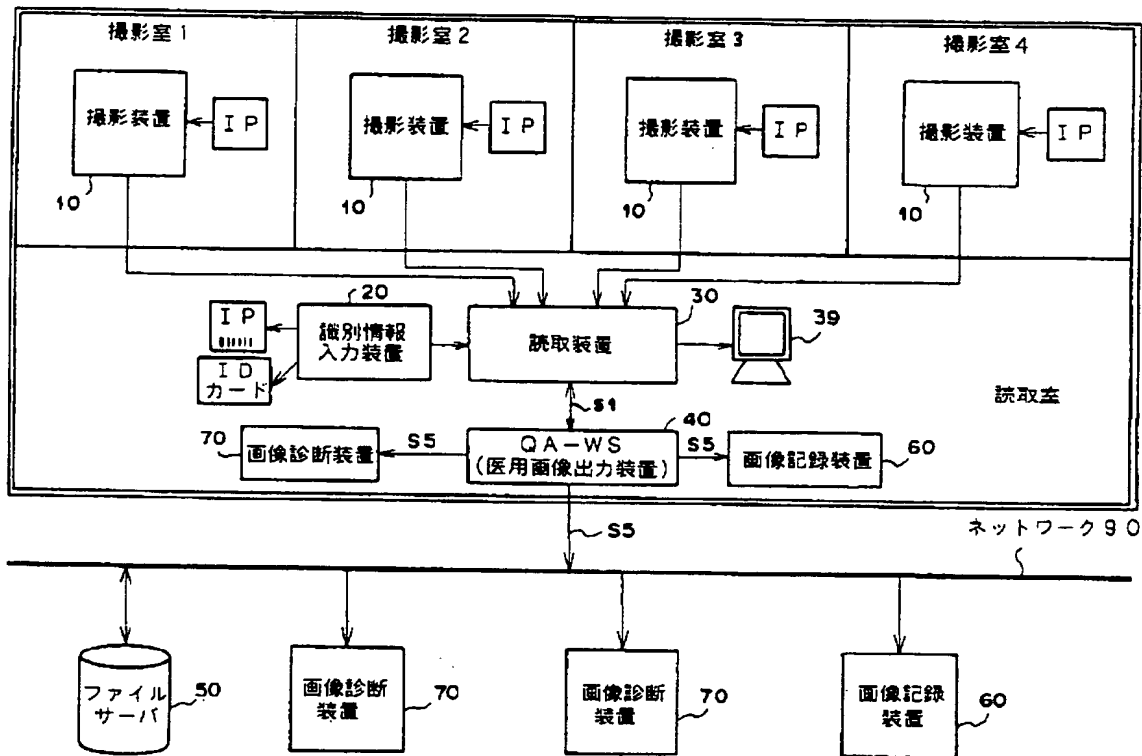 撮影室1
撮影室2
撮影室3
撮影室4
撮影装置
IP
撮影装置
IP
撮影装置
IP
撮影装置
IP
10
10
10
10
20
30
39
IP
識別情報
入力装置
読取装置
IDカード
読取室
S1
40
70
画像診断装置
S5
QA-WS
(医用画像出力装置)
S5
画像記録装置
60
S5
ネットワーク90
ファイル
サーバ
50
画像診断
装置
70
画像診断
装置
70
画像記録
装置
60